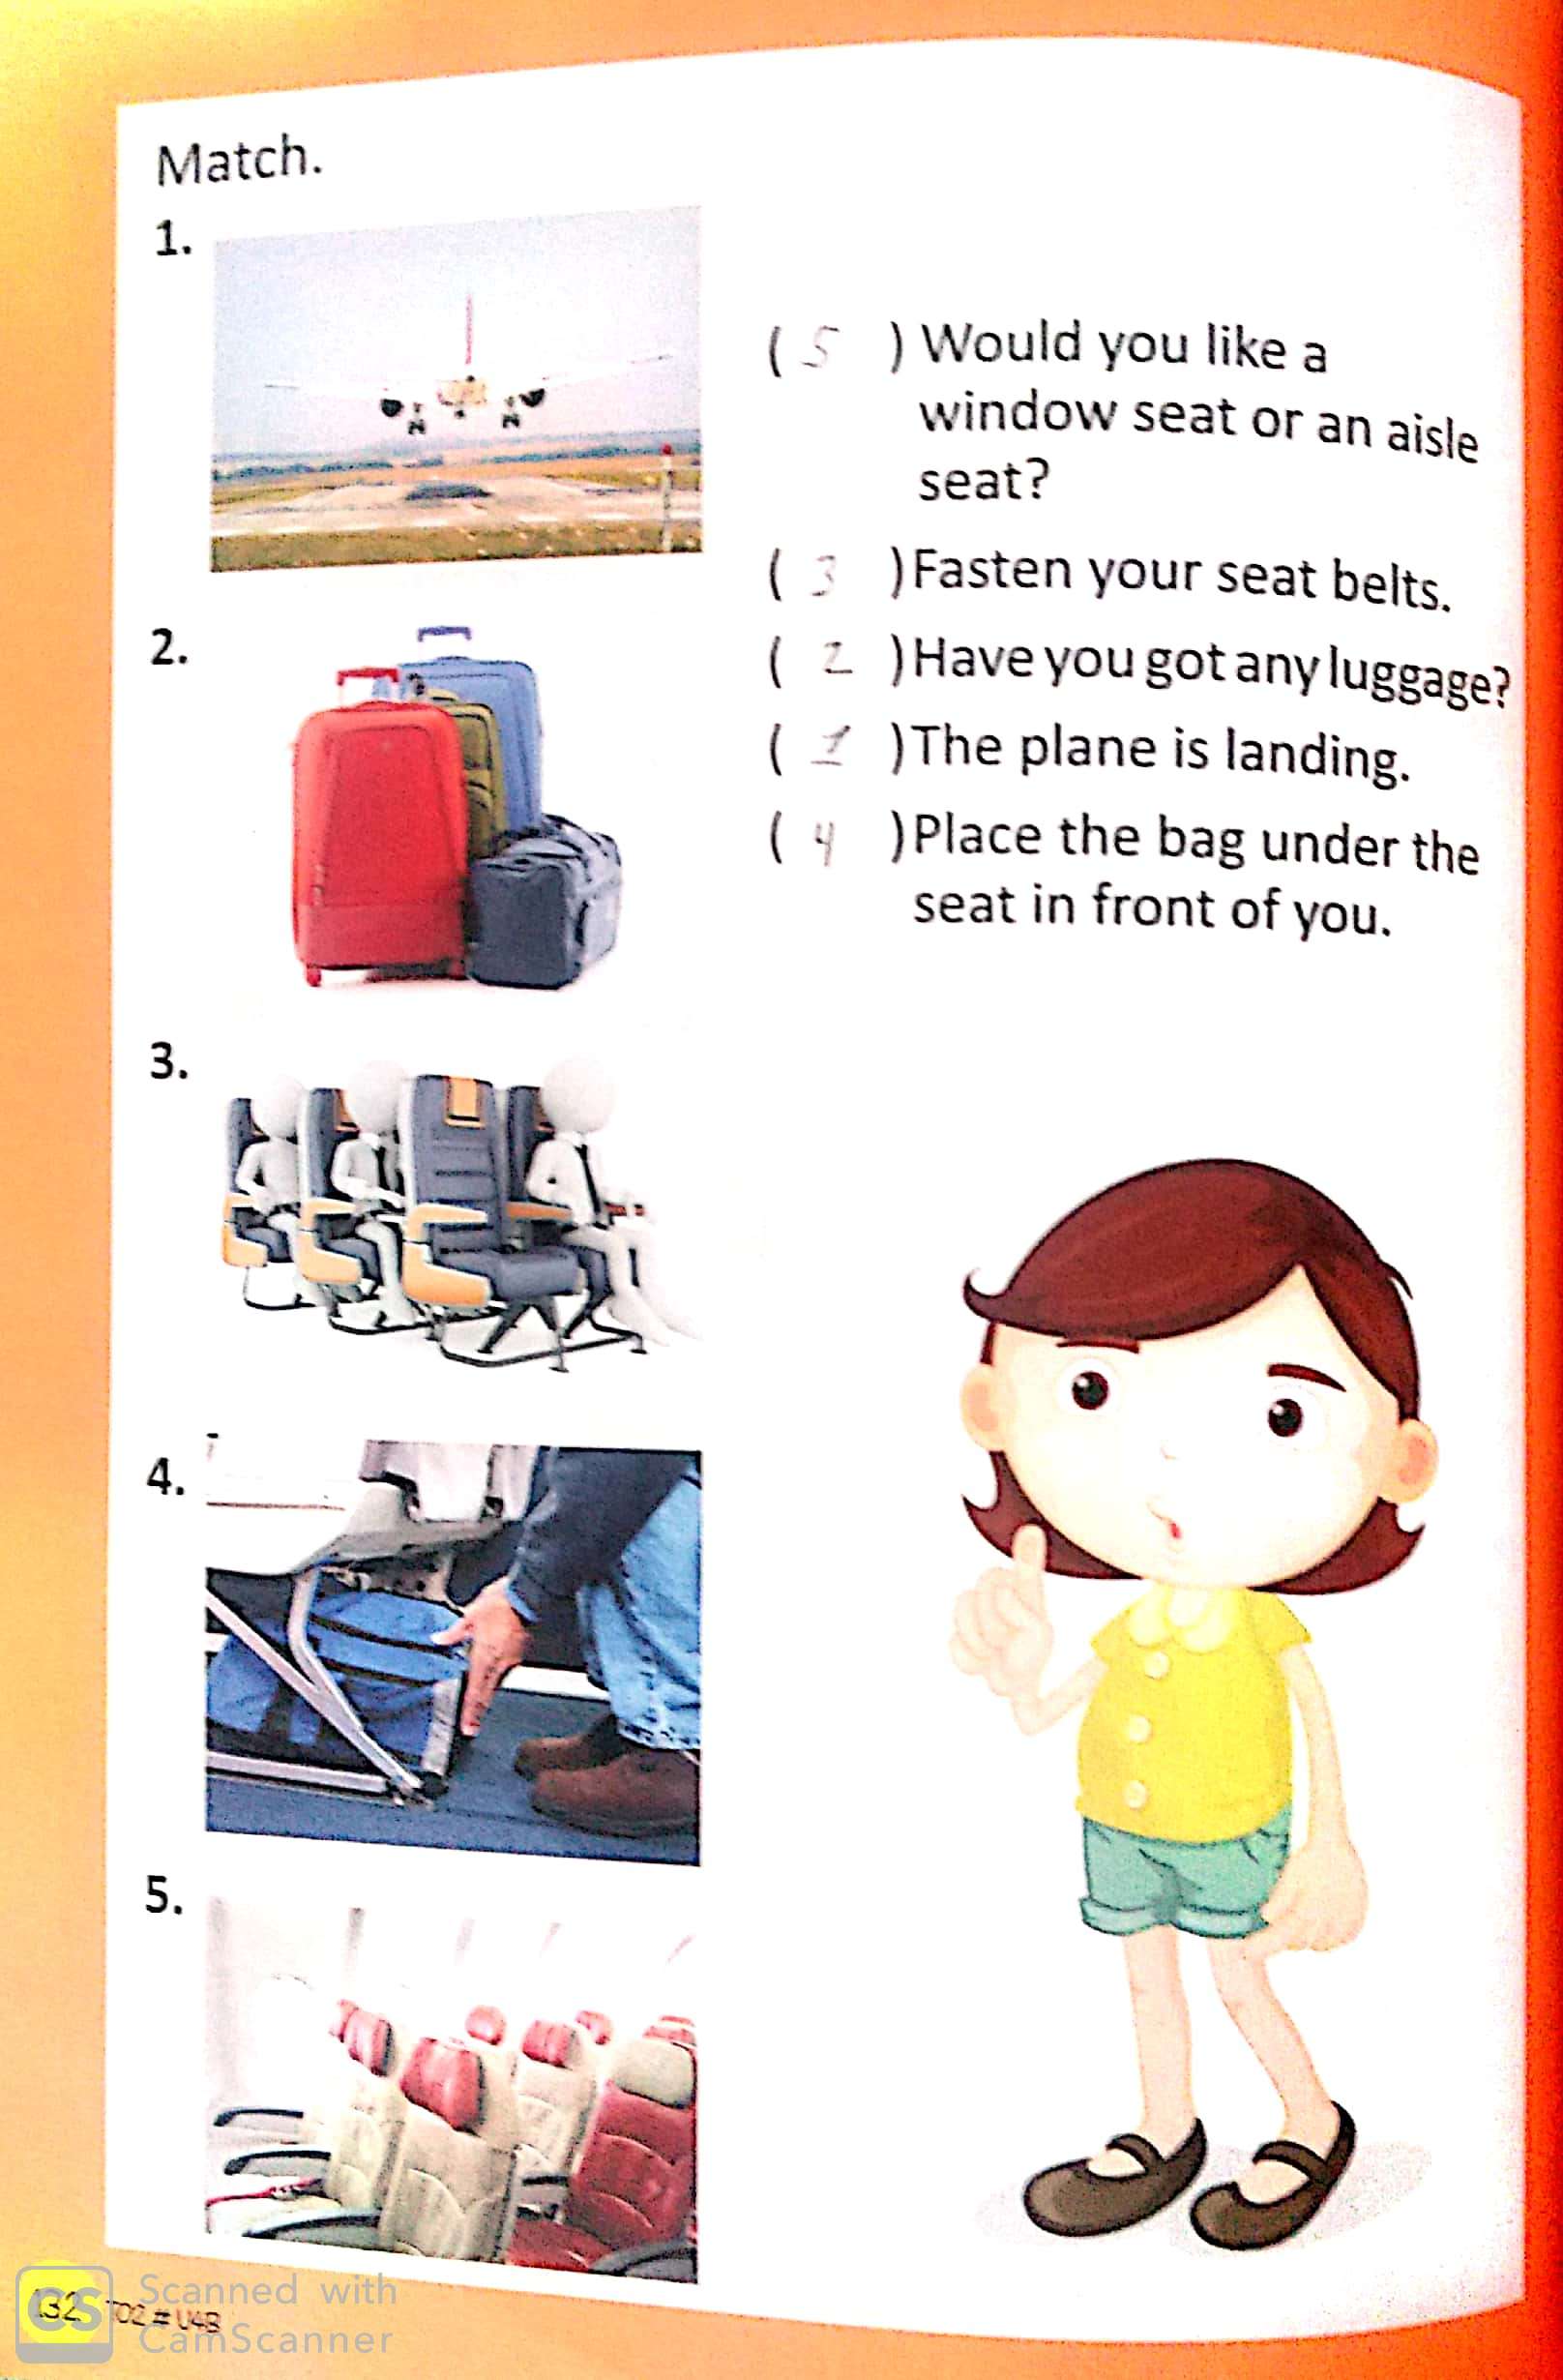 Match.
1.
( 5 ) Would you like a
window seat or an aisle
seat?
( 3 ) Fasten your seat belts.
2.
( 2 ) Have you got any luggage?
( 1 ) The plane is landing.
( 4 ) Place the bag under the
seat in front of you.
3.
4.
5.
CS
Scanned with
CamScanner
132 T02 # U4B